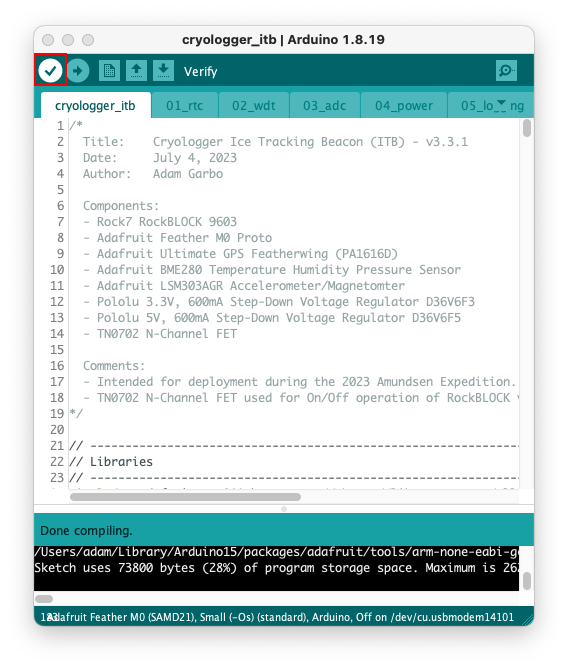 cryologger_itb | Arduino 1.8.19
Verify
cryologger_itb 01_rtc 02_wdt 03_adc 04_power 05_lo ng
1 /*
2 Title: Cryologger Ice Tracking Beacon (ITB) - v3.3.1
3 Date: July 4, 2023
4 Author: Adam Garbo
5
6 Components:
7 - Rock7 RockBLOCK 9603
8 - Adafruit Feather M0 Proto
9 - Adafruit Ultimate GPS Featherwing (PA1616D)
10 - Adafruit BME280 Temperature Humidity Pressure Sensor
11 - Adafruit LSM303AGR Accelerometer/Magnetomter
12 - Pololu 3.3V, 600mA Step-Down Voltage Regulator D36V6F3
13 - Pololu 5V, 600mA Step-Down Voltage Regulator D36V6F5
14 - TN0702 N-Channel FET
15
16 Comments:
17 - Intended for deployment during the 2023 Amundsen Expedition.
18 - TN0702 N-Channel FET used for On/Off operation of RockBLOCK
19 */
20
21 // --------------------------------------------------------------
22 // Libraries
23 // --------------------------------------------------------------
Done compiling.
/Users/adam/Library/Arduino15/packages/adafruit/tools/arm-none-eabi-g
Sketch uses 73800 bytes (28%) of program storage space. Maximum is 26
Adafruit Feather M0 (SAMD21), Small (-Os) (standard), Arduino, Off on /dev/cu.usbmodem14101